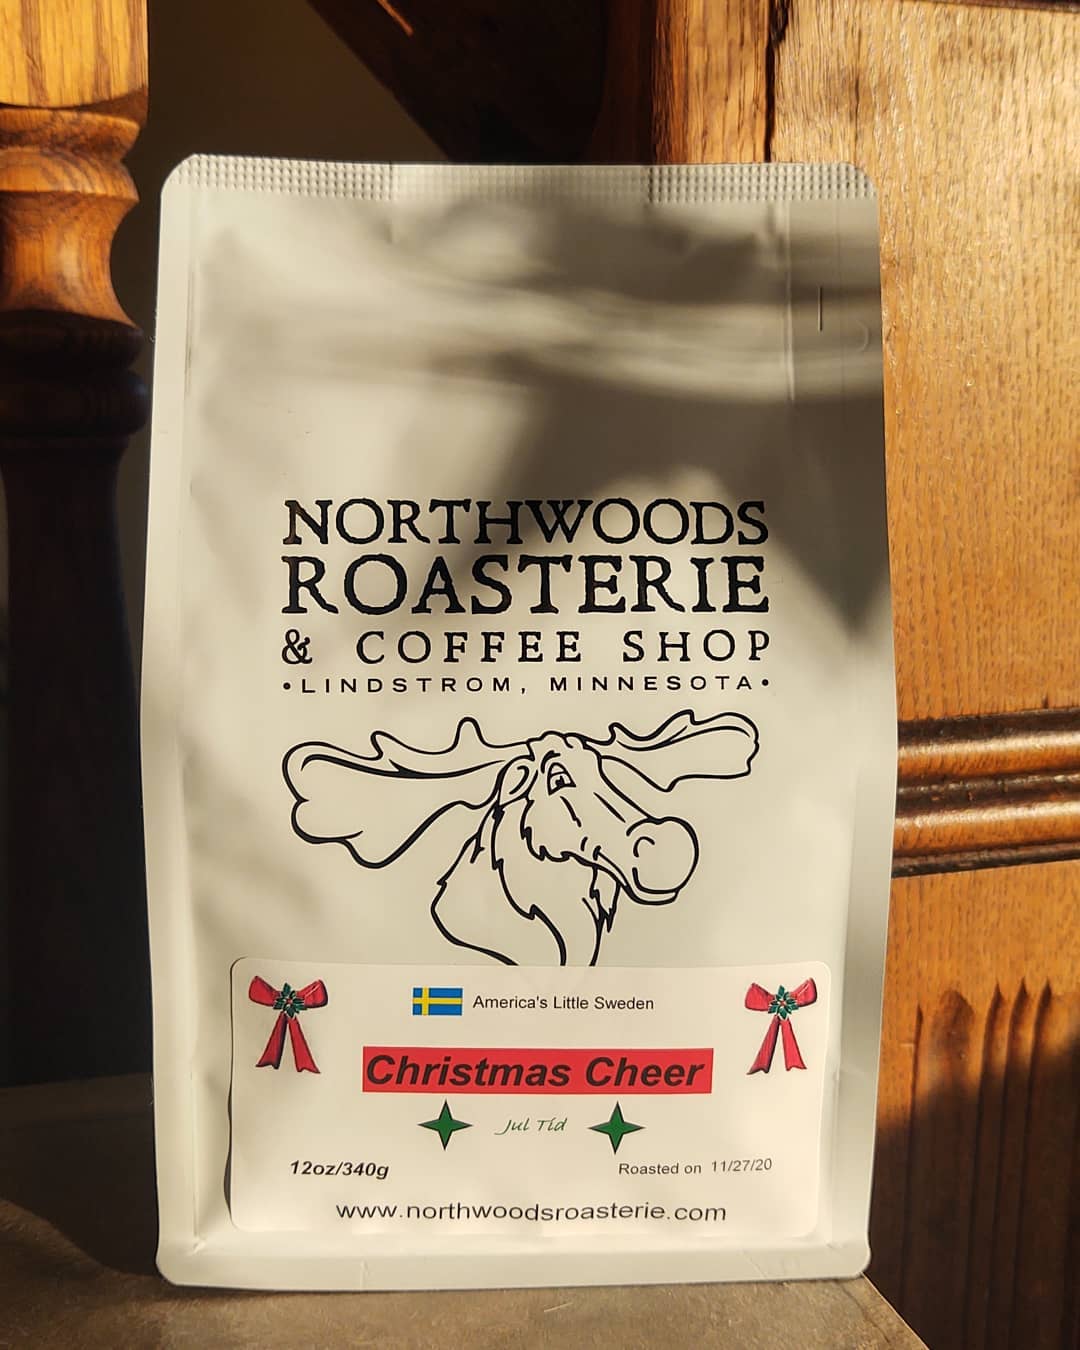 NORTHWOODS
ROASTERIE
& COFFEE SHOP
•LINDSTROM, MINNESOTA•
America's Little Sweden
Christmas Cheer
Jul Tid
12oz/340g Roasted on 11/27/20
www.northwoodsroasterie.com